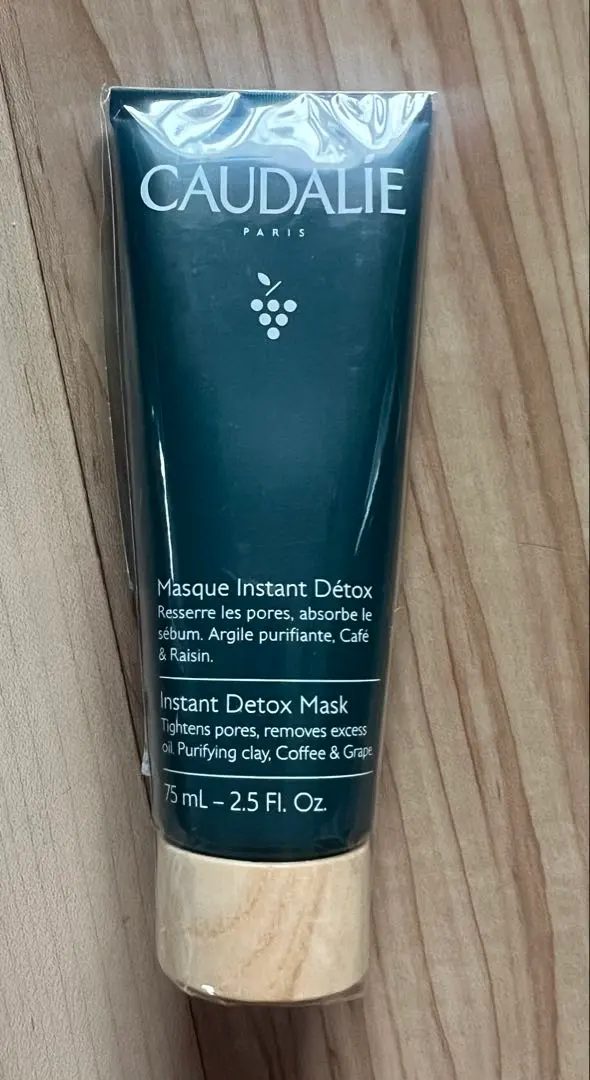 CAUDALÍE
PARIS
Masque Instant Détox
Resserre les pores, absorbe le
sébum. Argile purifiante, Café
& Raisin.
Instant Detox Mask
Tightens pores, removes excess
oil. Purifying clay, Coffee & Grape
75 mL – 2.5 Fl. Oz.